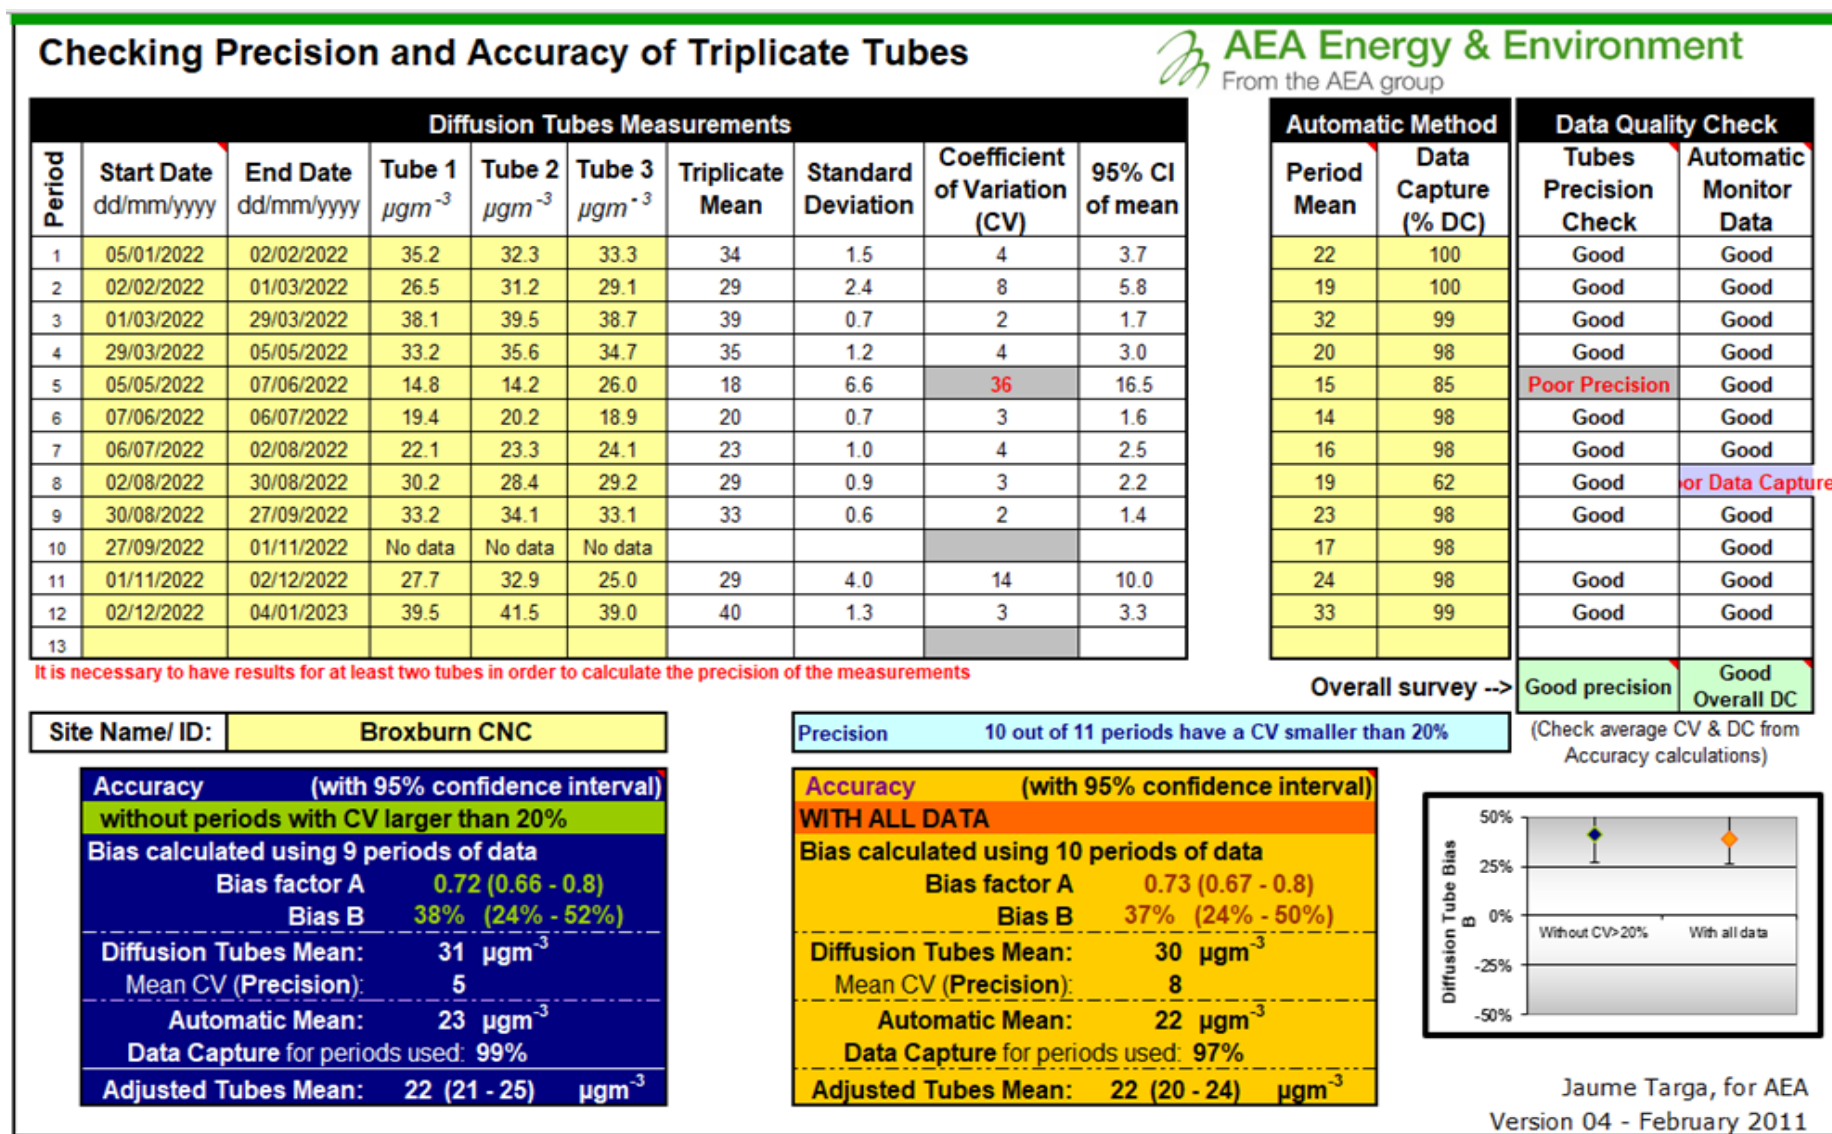 Checking Precision and Accuracy of Triplicate Tubes
AEA Energy & Environment
From the AEA group
Diffusion Tubes Measurements
Automatic Method
Data Quality Check
Period | Start Date dd/mm/yyyy | End Date dd/mm/yyyy | Tube 1 µgm-3 | Tube 2 µgm-3 | Tube 3 µgm-3 | Triplicate Mean | Standard Deviation | Coefficient of Variation (CV) | 95% CI of mean | Period Mean | Data Capture (% DC) | Tubes Precision Check | Automatic Monitor Data
1 05/01/2022 02/02/2022 35.2 32.3 33.3 34 1.5 4 3.7 22 100 Good Good
2 02/02/2022 01/03/2022 26.5 31.2 29.1 29 2.4 8 5.8 19 100 Good Good
3 01/03/2022 29/03/2022 38.1 39.5 38.7 39 0.7 2 1.7 32 99 Good Good
4 29/03/2022 05/05/2022 33.2 35.6 34.7 35 1.2 4 3.0 20 98 Good Good
5 05/05/2022 07/06/2022 14.8 14.2 26.0 18 6.6 36 16.5 15 85 Poor Precision Good
6 07/06/2022 06/07/2022 19.4 20.2 18.9 20 0.7 3 1.6 14 98 Good Good
7 06/07/2022 02/08/2022 22.1 23.3 24.1 23 1.0 4 2.5 16 98 Good Good
8 02/08/2022 30/08/2022 30.2 28.4 29.2 29 0.9 3 2.2 19 62 Good or Data Capture
9 30/08/2022 27/09/2022 33.2 34.1 33.1 33 0.6 2 1.4 23 98 Good Good
10 27/09/2022 01/11/2022 No data No data No data 17 98 Good
11 01/11/2022 02/12/2022 27.7 32.9 25.0 29 4.0 14 10.0 24 98 Good Good
12 02/12/2022 04/01/2023 39.5 41.5 39.0 40 1.3 3 3.3 33 99 Good Good
13
It is necessary to have results for at least two tubes in order to calculate the precision of the measurements
Overall survey --> Good precision Good Overall DC
(Check average CV & DC from
Accuracy calculations)
Site Name/ ID: Broxburn CNC
Precision 10 out of 11 periods have a CV smaller than 20%
Accuracy (with 95% confidence interval)
without periods with CV larger than 20%
Bias calculated using 9 periods of data
Bias factor A 0.72 (0.66 - 0.8)
Bias B 38% (24% - 52%)
Diffusion Tubes Mean: 31 µgm-3
Mean CV (Precision): 5
Automatic Mean: 23 µgm-3
Data Capture for periods used: 99%
Adjusted Tubes Mean: 22 (21 - 25) µgm-3
Accuracy (with 95% confidence interval)
WITH ALL DATA
Bias calculated using 10 periods of data
Bias factor A 0.73 (0.67 - 0.8)
Bias B 37% (24% - 50%)
Diffusion Tubes Mean: 30 µgm-3
Mean CV (Precision): 8
Automatic Mean: 22 µgm-3
Data Capture for periods used: 97%
Adjusted Tubes Mean: 22 (20 - 24) µgm-3
Diffusion Tube Bias B
50%
25%
0%
-25%
-50%
Without CV>20%
With all data
Jaume Targa, for AEA
Version 04 - February 2011